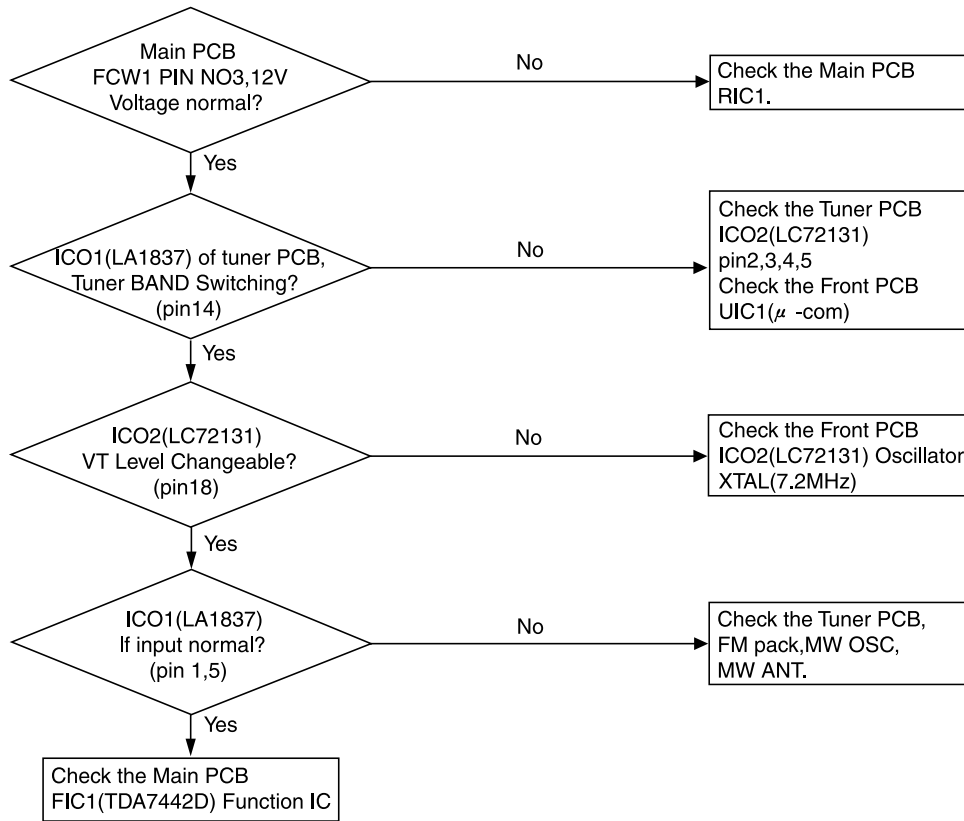 Main PCB
FCW1 PIN NO3,12V
Voltage normal?
No
Check the Main PCB
RIC1.
Yes
ICO1(LA1837) of tuner PCB,
Tuner BAND Switching?
(pin14)
No
Check the Tuner PCB
ICO2(LC72131)
pin2,3,4,5
Check the Front PCB
UIC1(μ -com)
Yes
ICO2(LC72131)
VT Level Changeable?
(pin18)
No
Check the Front PCB
ICO2(LC72131) Oscillator
XTAL(7.2MHz)
Yes
ICO1(LA1837)
If input normal?
(pin 1,5)
No
Check the Tuner PCB,
FM pack,MW OSC,
MW ANT.
Yes
Check the Main PCB
FIC1(TDA7442D) Function IC